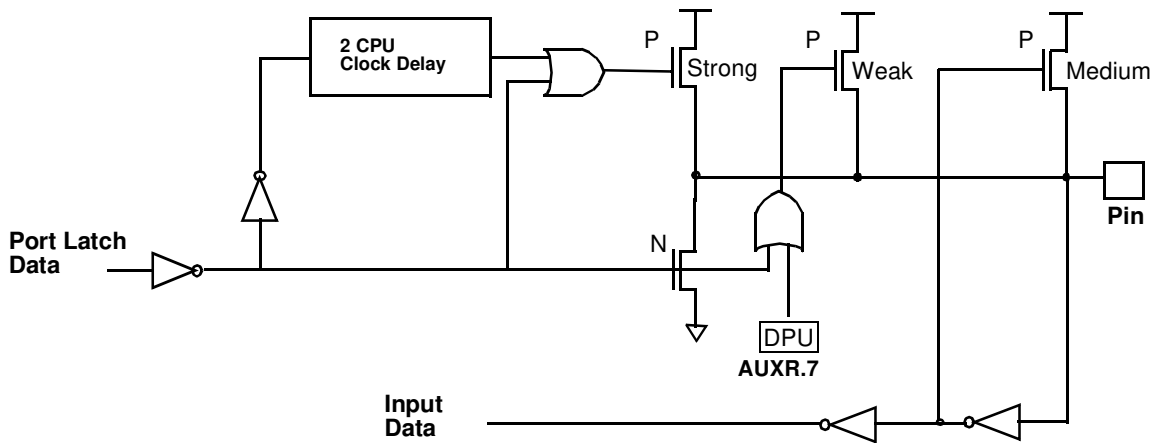 2 CPU
Clock Delay
P
Strong
P
Weak
P
Medium
Pin
Port Latch
Data
N
DPU
AUXR.7
Input
Data